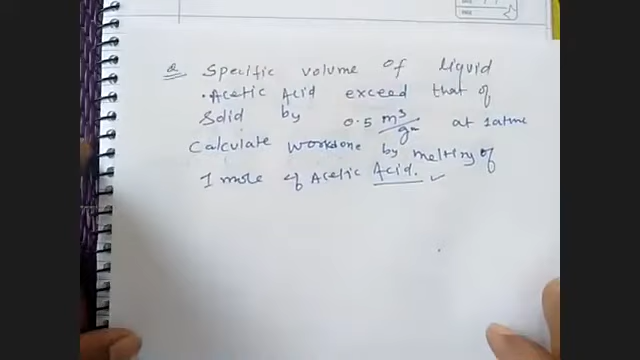 Q Specific volume of liquid
. Acetic Acid exceed that of
Solid by 0.5 m³/gm at 1atm
Calculate workdone by melting of
1 mole of Acetic Acid.